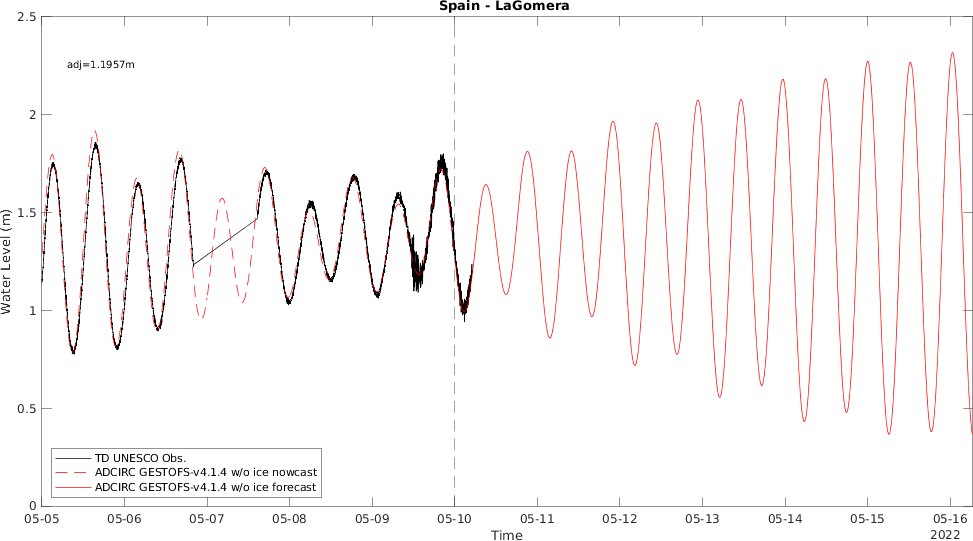 Spain - LaGomera
2.5
adj=1.1957m
2
1.5
Water Level (m)
1
0.5
0
TD UNESCO Obs.
ADCIRC GESTOFS-v4.1.4 w/o ice nowcast
ADCIRC GESTOFS-v4.1.4 w/o ice forecast
05-05 05-06 05-07 05-08 05-09 05-10 05-11 05-12 05-13 05-14 05-15 05-16
Time
2022